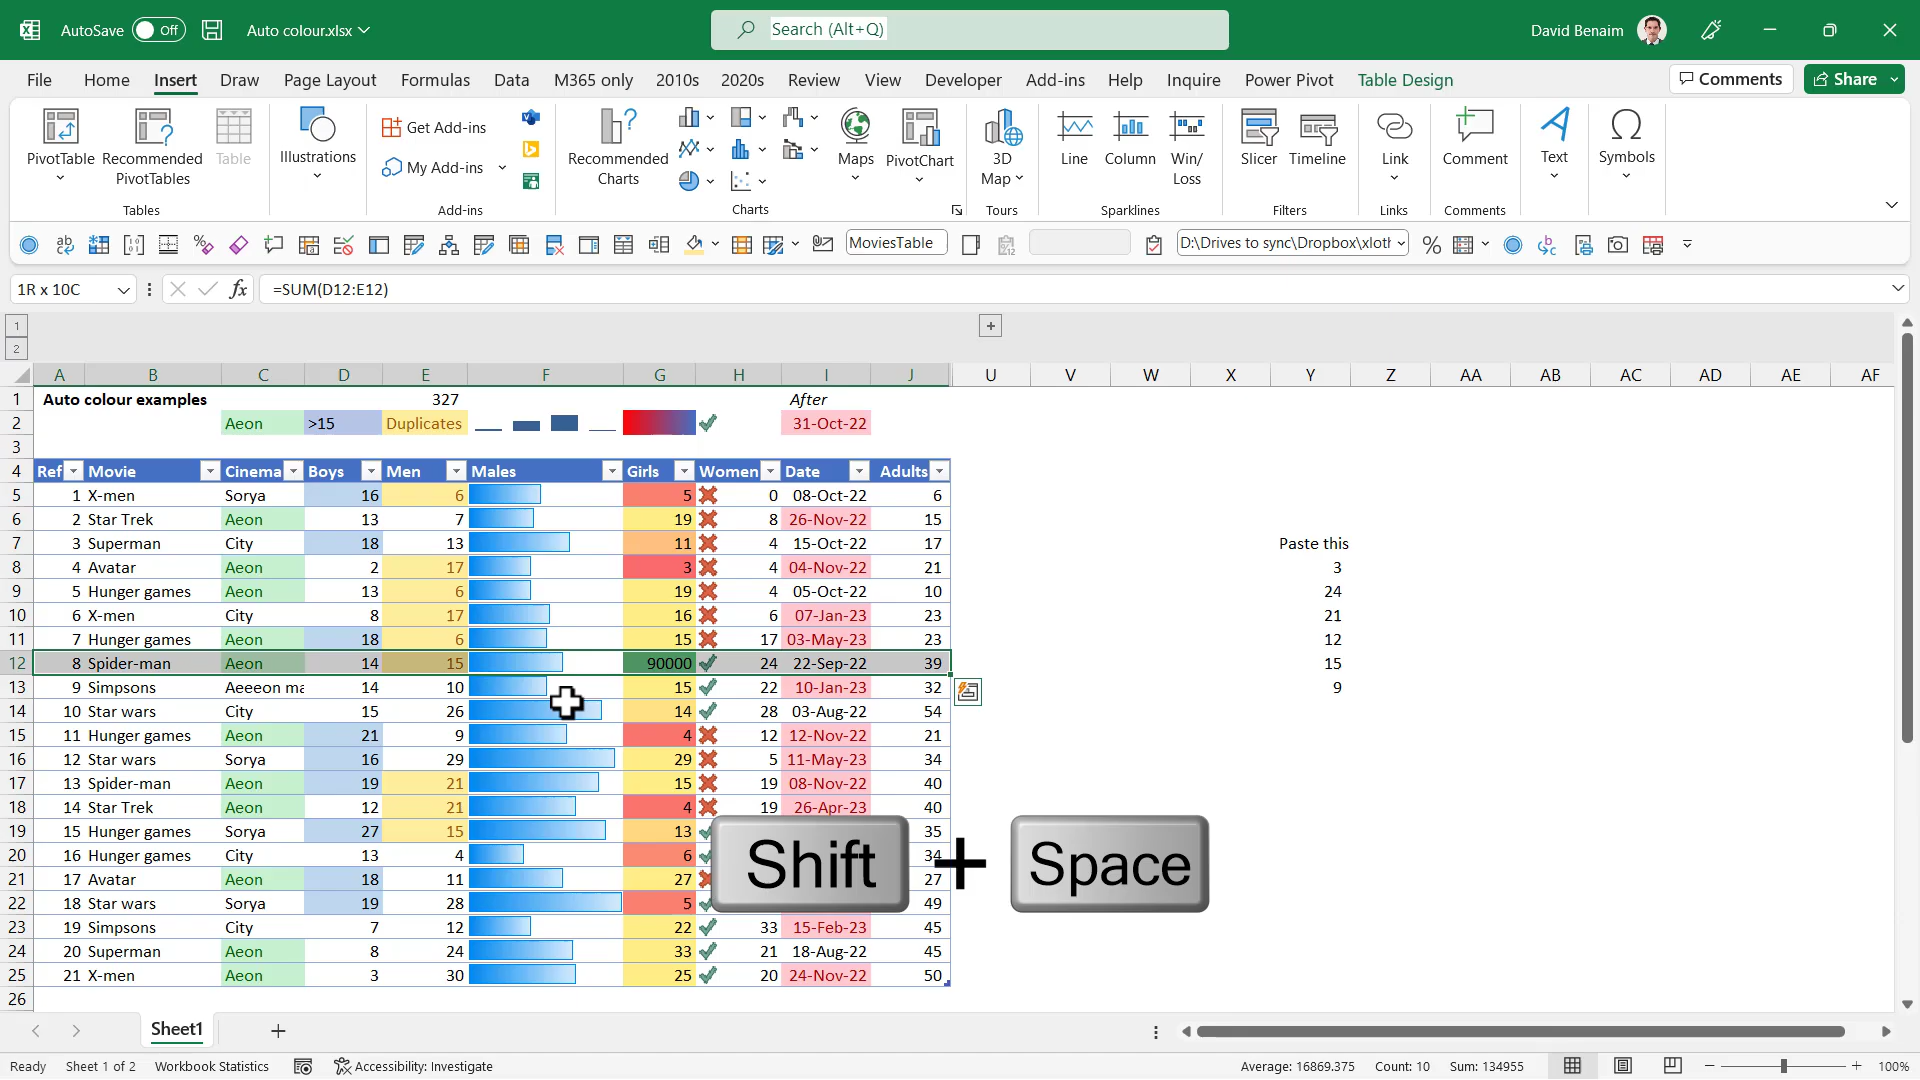 AutoSave Off Auto colour.xlsx Search (Alt+Q) David Benaim
File Home Insert Draw Page Layout Formulas Data M365 only 2010s 2020s Review View Developer Add-ins Help Inquire Power Pivot Table Design Comments Share
PivotTable Recommended PivotTables Table Illustrations Get Add-ins My Add-ins Recommended Charts Maps PivotChart 3D Map Line Column Win/Loss Slicer Timeline Link Comment Text Symbols
Tables Add-ins Charts Tours Sparklines Filters Links Comments
MoviesTable D:\Drives to sync\Dropbox\xlotl
1R x 10C fx =SUM(D12:E12)
1
2
A B C D E F G H I J U V W X Y Z AA AB AC AD AE AF
1 Auto colour examples 327 After
2 Aeon >15 Duplicates 31-Oct-22
3
4 Ref Movie Cinema Boys Men Males Girls Women Date Adults
5 1 X-men Sorya 16 6 5 0 08-Oct-22 6
6 2 Star Trek Aeon 13 7 19 8 26-Nov-22 15
7 3 Superman City 18 13 11 4 15-Oct-22 17 Paste this
8 4 Avatar Aeon 2 17 3 4 04-Nov-22 21 3
9 5 Hunger games Aeon 13 6 19 4 05-Oct-22 10 24
10 6 X-men City 8 17 16 6 07-Jan-23 23 21
11 7 Hunger games Aeon 18 6 15 17 03-May-23 23 12
12 8 Spider-man Aeon 14 15 90000 24 22-Sep-22 39 15
13 9 Simpsons Aeeeon ma 14 10 15 22 10-Jan-23 32 9
14 10 Star wars City 15 26 14 28 03-Aug-22 54
15 11 Hunger games Aeon 21 9 4 12 12-Nov-22 21
16 12 Star wars Sorya 16 29 29 5 11-May-23 34
17 13 Spider-man Aeon 19 21 15 19 08-Nov-22 40
18 14 Star Trek Aeon 12 21 4 19 26-Apr-23 40
19 15 Hunger games Sorya 27 15 13 35
20 16 Hunger games City 13 4 6 34
21 17 Avatar Aeon 18 11 27 27
22 18 Star wars Sorya 19 28 5 49
23 19 Simpsons City 7 12 22 33 15-Feb-23 45
24 20 Superman Aeon 8 24 33 21 18-Aug-22 45
25 21 X-men Aeon 3 30 25 20 24-Nov-22 50
26
Shift + Space
Sheet1
Ready Sheet 1 of 2 Workbook Statistics Accessibility: Investigate Average: 16869.375 Count: 10 Sum: 134955 100%